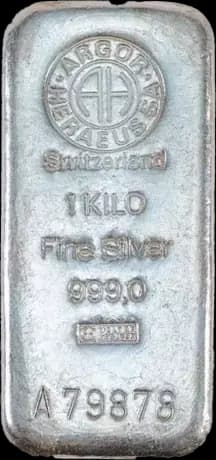 ARGOR
HERAEUS SA
Switzerland
1 KILO
Fine Silver
999,0
A 79878